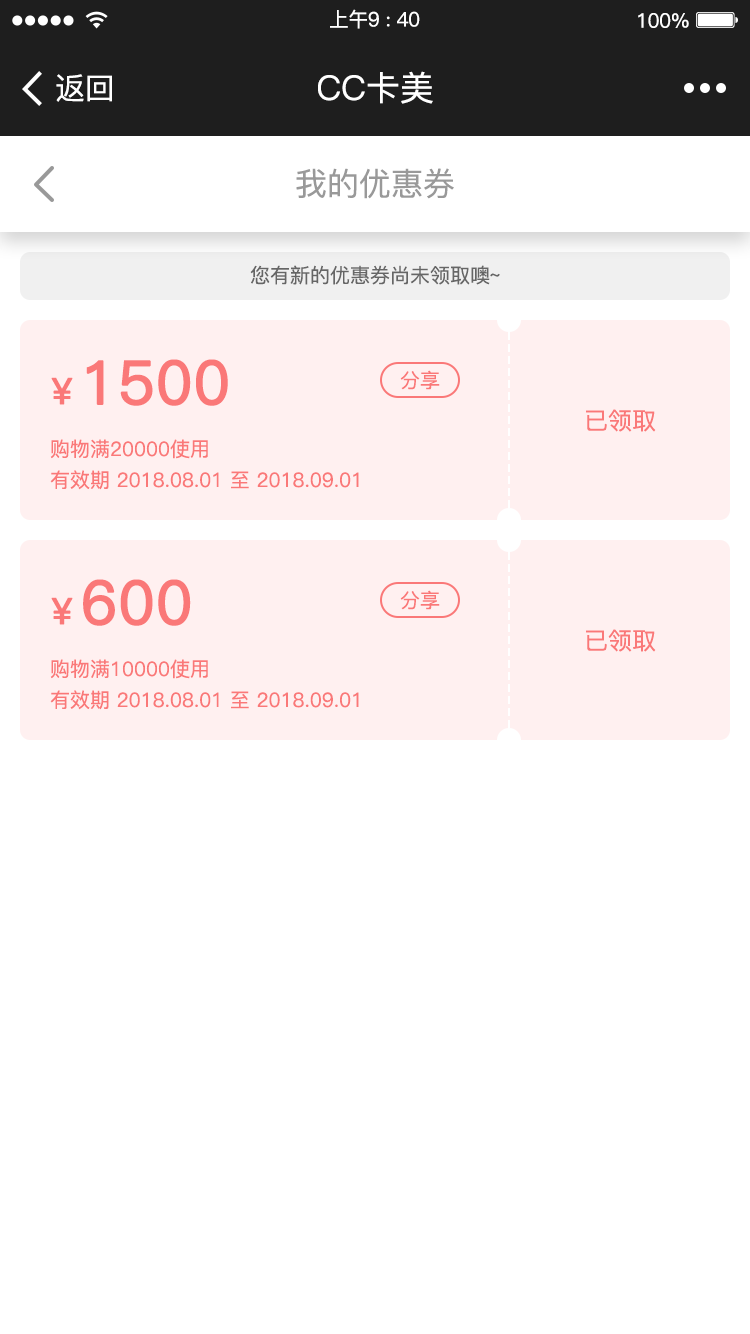 上午9 : 40
100%
返回
CC卡美
我的优惠券
您有新的优惠券尚未领取噢~
¥1500
分享
已领取
购物满20000使用
有效期 2018.08.01 至 2018.09.01
¥600
分享
已领取
购物满10000使用
有效期 2018.08.01 至 2018.09.01